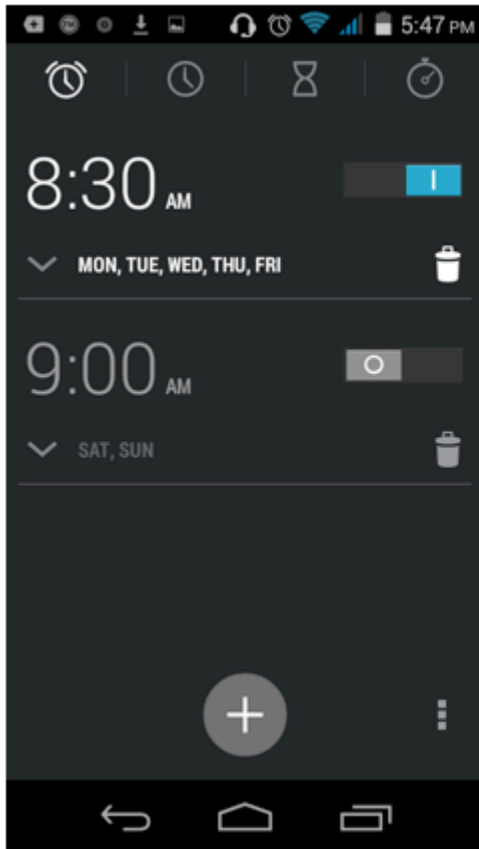 5:47 PM
8:30 AM
MON, TUE, WED, THU, FRI
9:00 AM
SAT, SUN